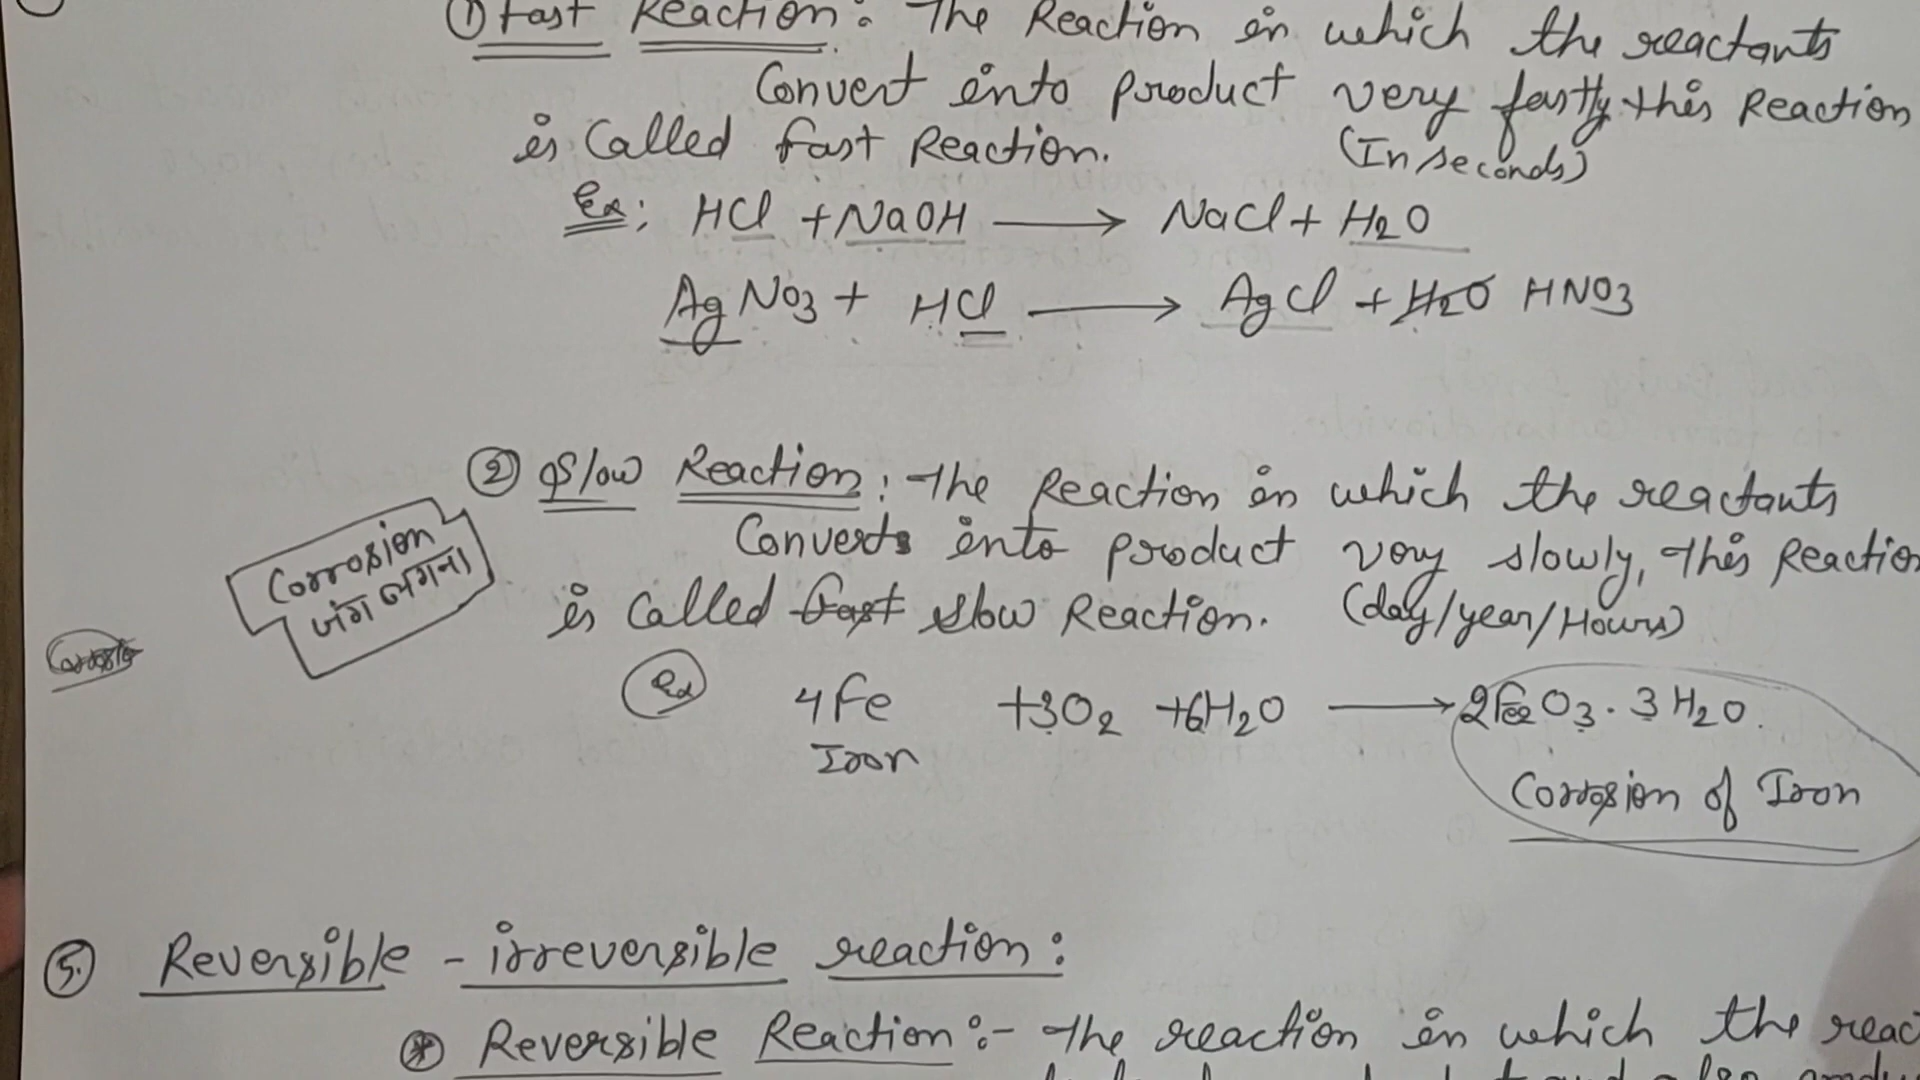 ① Fast Reaction: The Reaction in which the reactants
Convert into product very fastly this Reaction
is Called fast Reaction. (In seconds)
Ex: HCl + NaOH ⟶ NaCl + H2O
AgNO3 + HCl ⟶ AgCl + H2O HNO3
② Slow Reaction: The Reaction in which the reactants
Converts into product very slowly, this Reaction
is Called fast slow Reaction. (day/year/Hours)
Corrosion
जंग लगना
Ex 4Fe + 3O2 + 6H2O ⟶ 2Fe2O3 . 3H2O.
Iron
Corrosion of Iron
⑤. Reversible - irreversible reaction:
* Reversible Reaction :- The reaction in which the